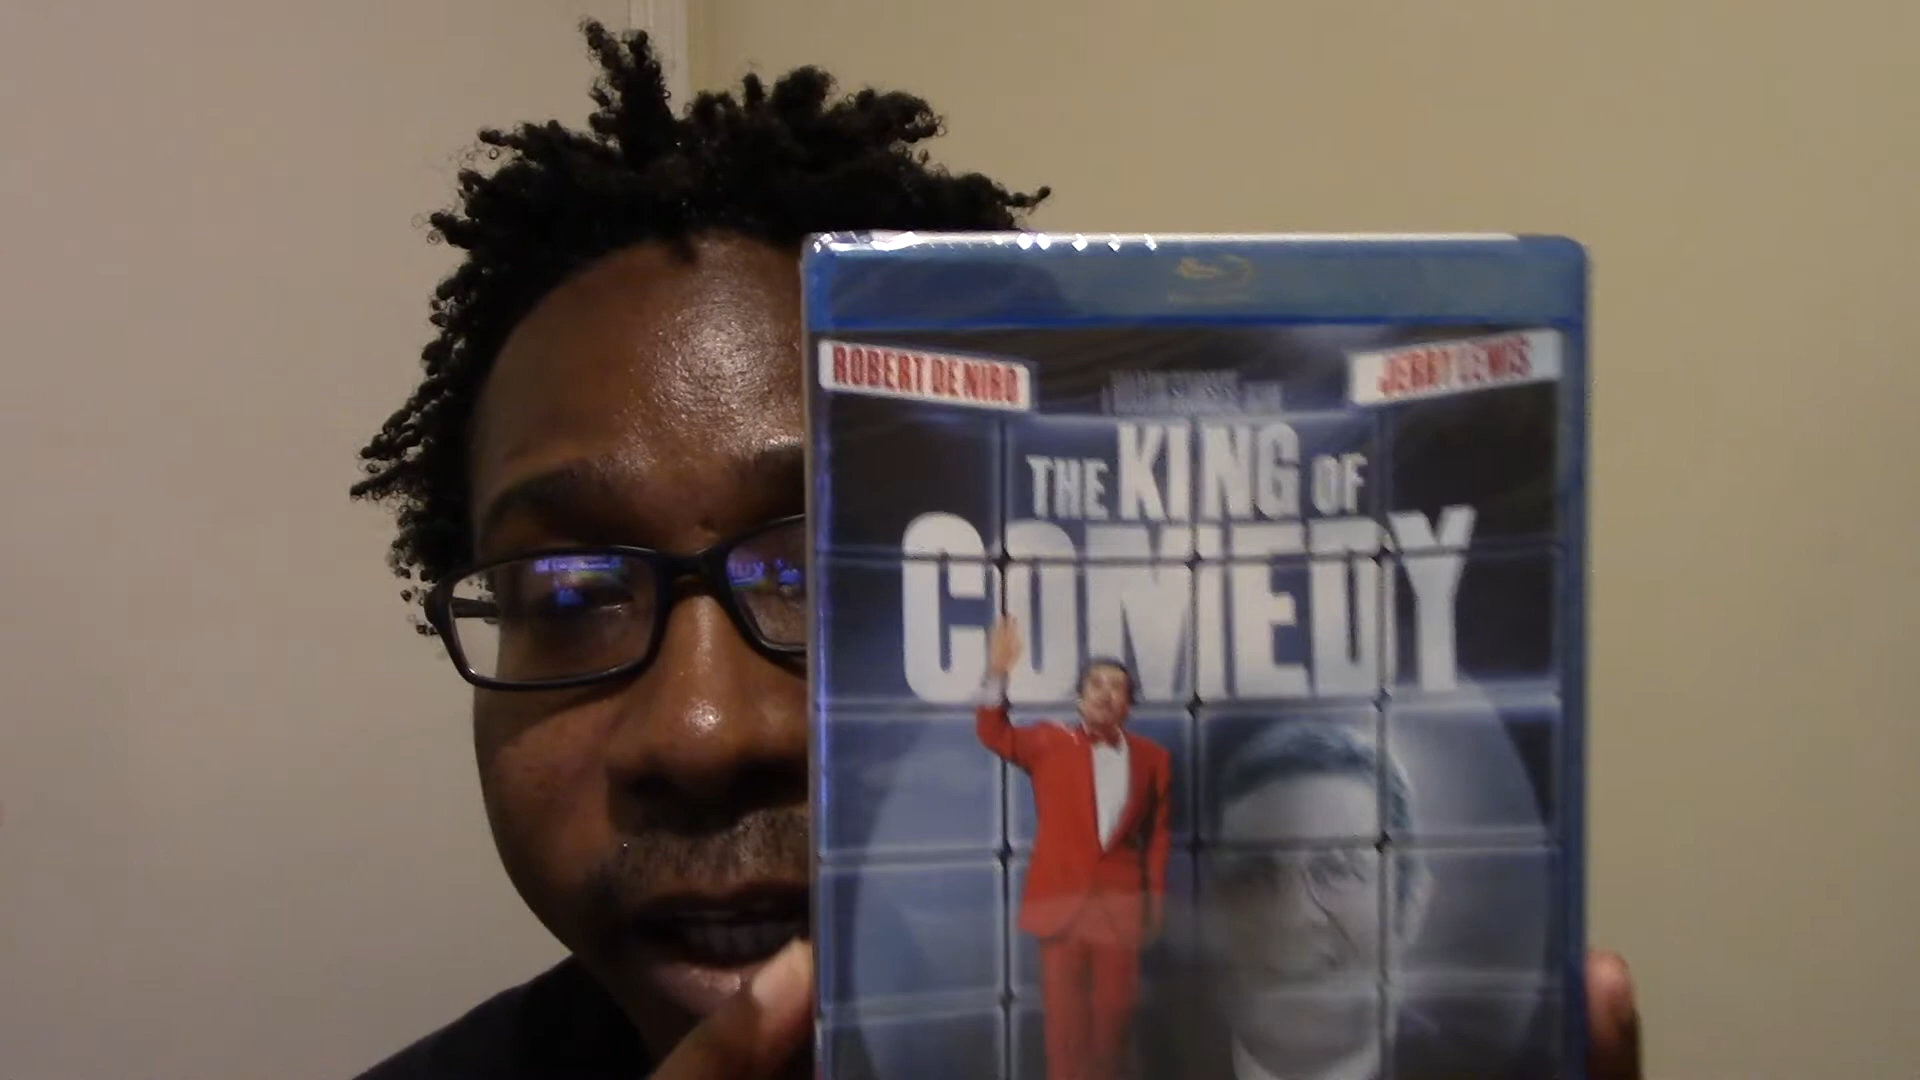 ROBERT DE NIRO
JERRY LEWIS
THE KING OF
COMEDY